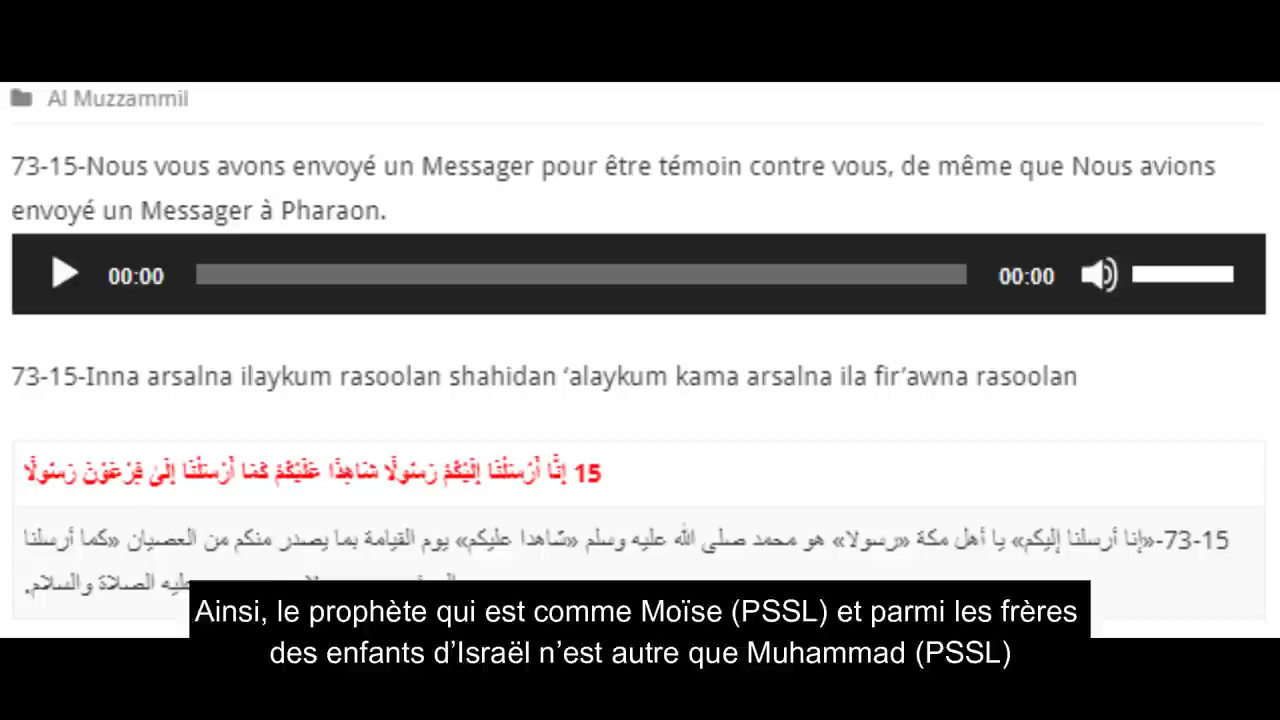 Al Muzzammil
73-15-Nous vous avons envoyé un Messager pour être témoin contre vous, de même que Nous avions
envoyé un Messager à Pharaon.
00:00 00:00
73-15-Inna arsalna ilaykum rasoolan shahidan ‘alaykum kama arsalna ila fir’awna rasoolan
15 إِنَّا أَرْسَلْنَا إِلَيْكُمْ رَسُولًا شَاهِدًا عَلَيْكُمْ كَمَا أَرْسَلْنَا إِلَىٰ فِرْعَوْنَ رَسُولًا
73-15-«إنا أرسلنا إليكم» يا أهل مكة «رسولا» هو محمد صلى الله عليه وسلم «شاهدا عليكم» يوم القيامة بما يصدر منكم من العصيان «كما أرسلنا
عليه الصلاة والسلام.
Ainsi, le prophète qui est comme Moïse (PSSL) et parmi les frères
des enfants d’Israël n’est autre que Muhammad (PSSL)